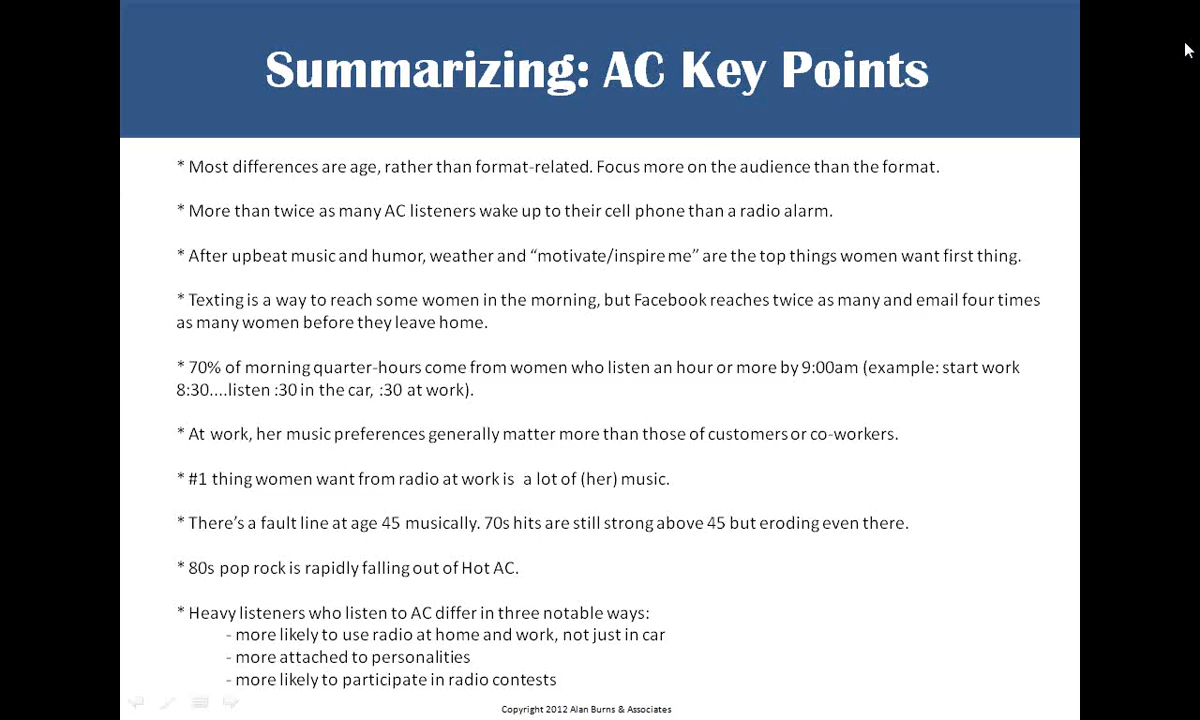 Summarizing: AC Key Points
* Most differences are age, rather than format-related. Focus more on the audience than the format.
* More than twice as many AC listeners wake up to their cell phone than a radio alarm.
* After upbeat music and humor, weather and “motivate/inspire me” are the top things women want first thing.
* Texting is a way to reach some women in the morning, but Facebook reaches twice as many and email four times
as many women before they leave home.
* 70% of morning quarter-hours come from women who listen an hour or more by 9:00am (example: start work
8:30....listen :30 in the car, :30 at work).
* At work, her music preferences generally matter more than those of customers or co-workers.
* #1 thing women want from radio at work is  a lot of (her) music.
* There’s a fault line at age 45 musically. 70s hits are still strong above 45 but eroding even there.
* 80s pop rock is rapidly falling out of Hot AC.
* Heavy listeners who listen to AC differ in three notable ways:
- more likely to use radio at home and work, not just in car
- more attached to personalities
- more likely to participate in radio contests
Copyright 2012 Alan Burns & Associates